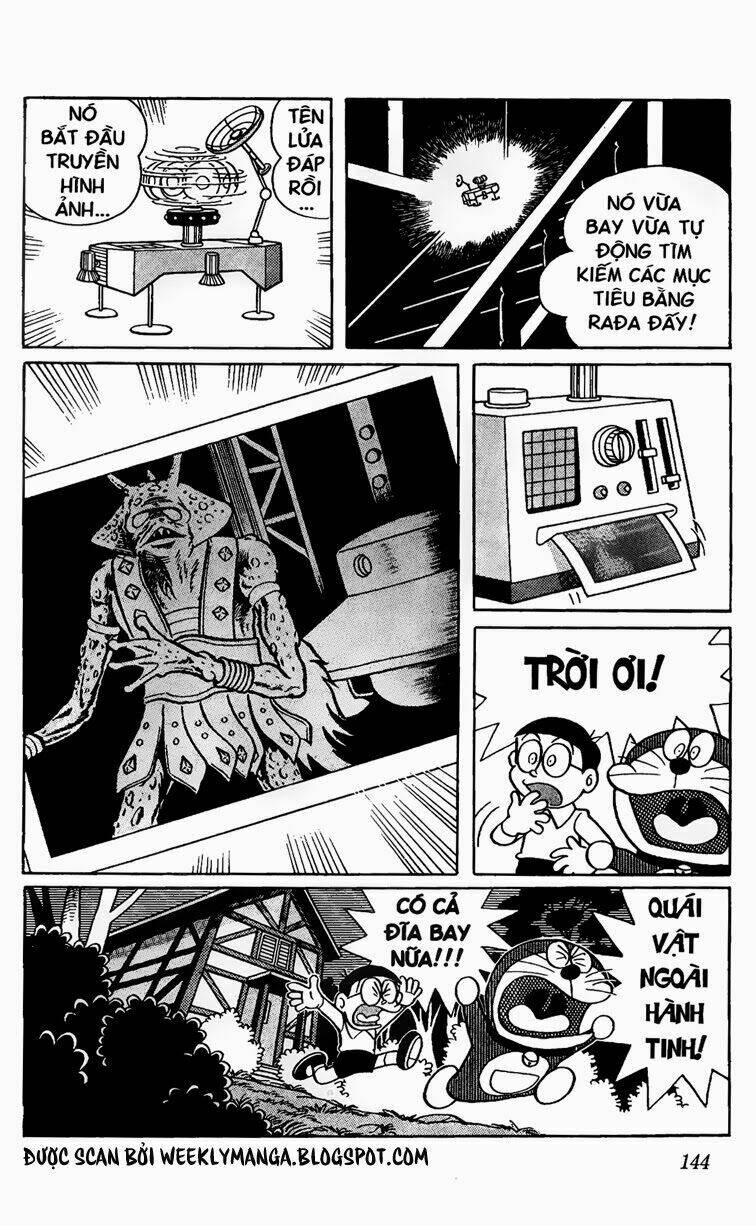 NÓ VỪA
BAY VỪA TỰ
ĐỘNG TÌM
KIẾM CÁC MỤC
TIÊU BẰNG
RAĐA ĐẤY!
TÊN
LỬA
ĐÁP
RỒI
...
NÓ
BẮT ĐẦU
TRUYỀN
HÌNH
ẢNH...
TRỜI ƠI!
QUÁI
VẬT
NGOÀI
HÀNH
TINH!
CÓ CẢ
ĐĨA BAY
NỮA!!!
ĐƯỢC SCAN BỞI WEEKLYMANGA.BLOGSPOT.COM
144